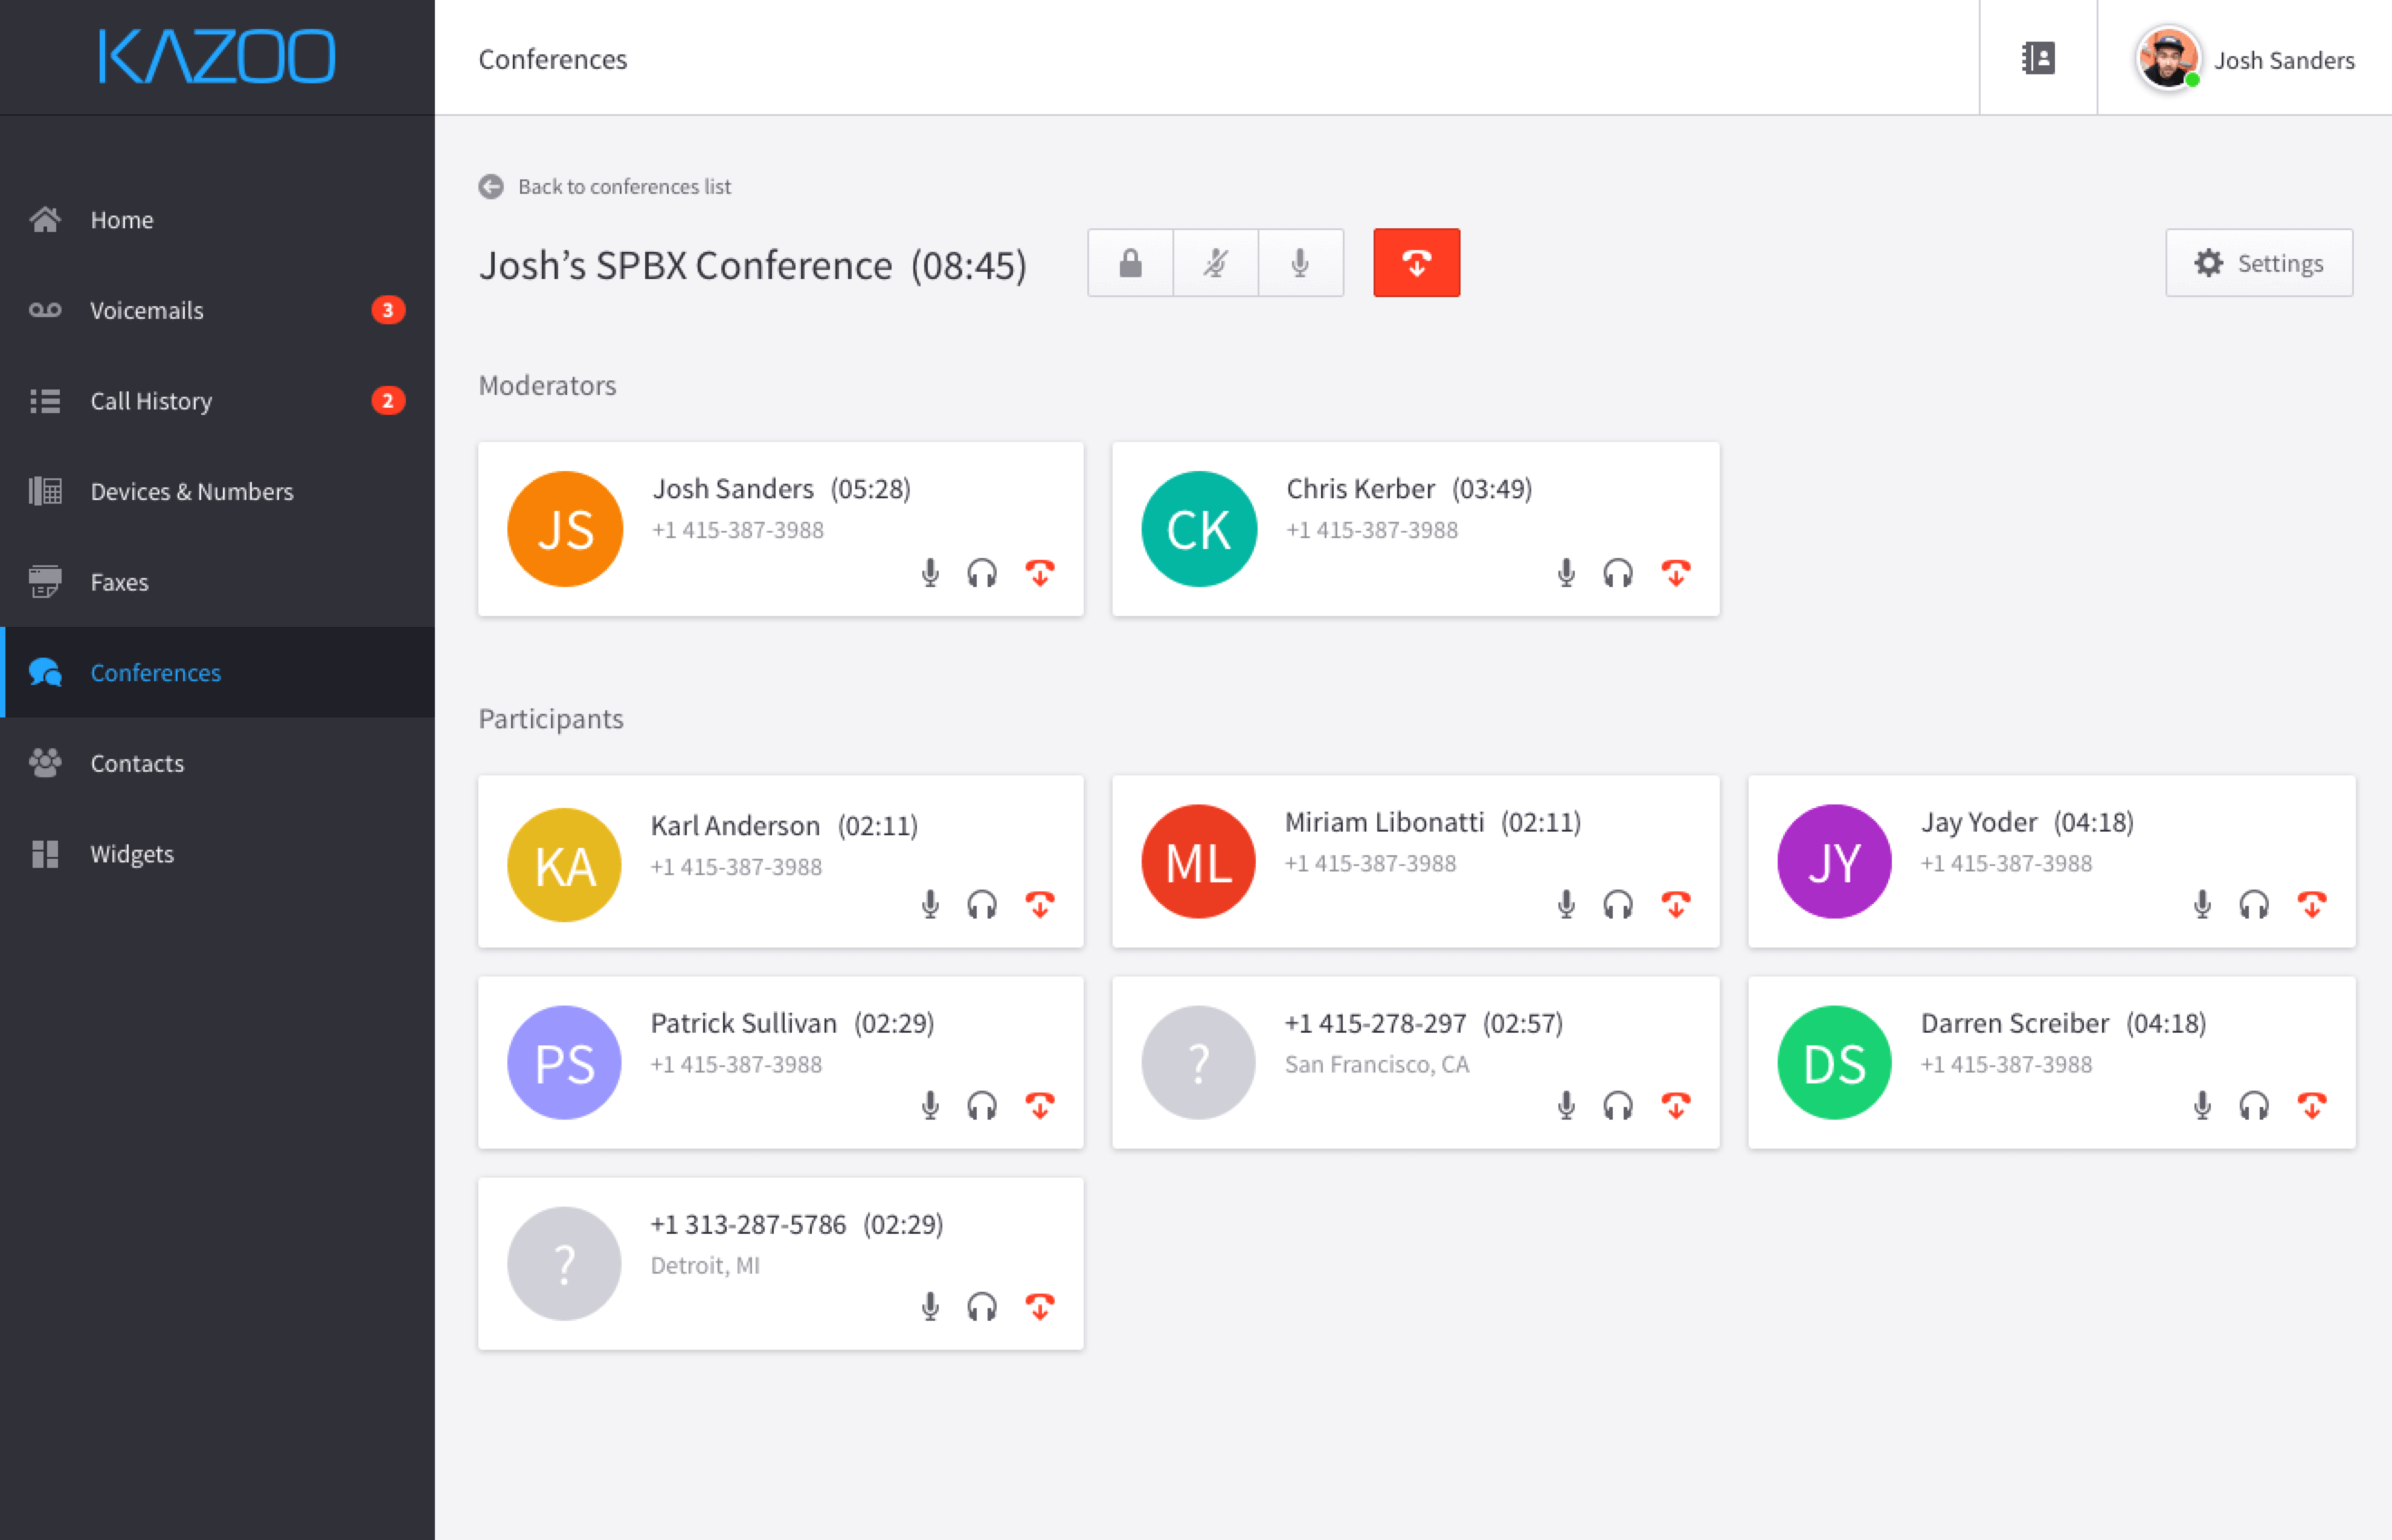 KAZOO
Conferences
Josh Sanders
Home
Voicemails 3
Call History 2
Devices & Numbers
Faxes
Conferences
Contacts
Widgets
Back to conferences list
Josh’s SPBX Conference (08:45)
Settings
Moderators
JS
Josh Sanders (05:28)
+1 415-387-3988
CK
Chris Kerber (03:49)
+1 415-387-3988
Participants
KA
Karl Anderson (02:11)
+1 415-387-3988
ML
Miriam Libonatti (02:11)
+1 415-387-3988
JY
Jay Yoder (04:18)
+1 415-387-3988
PS
Patrick Sullivan (02:29)
+1 415-387-3988
?
+1 415-278-297 (02:57)
San Francisco, CA
DS
Darren Screiber (04:18)
+1 415-387-3988
?
+1 313-287-5786 (02:29)
Detroit, MI